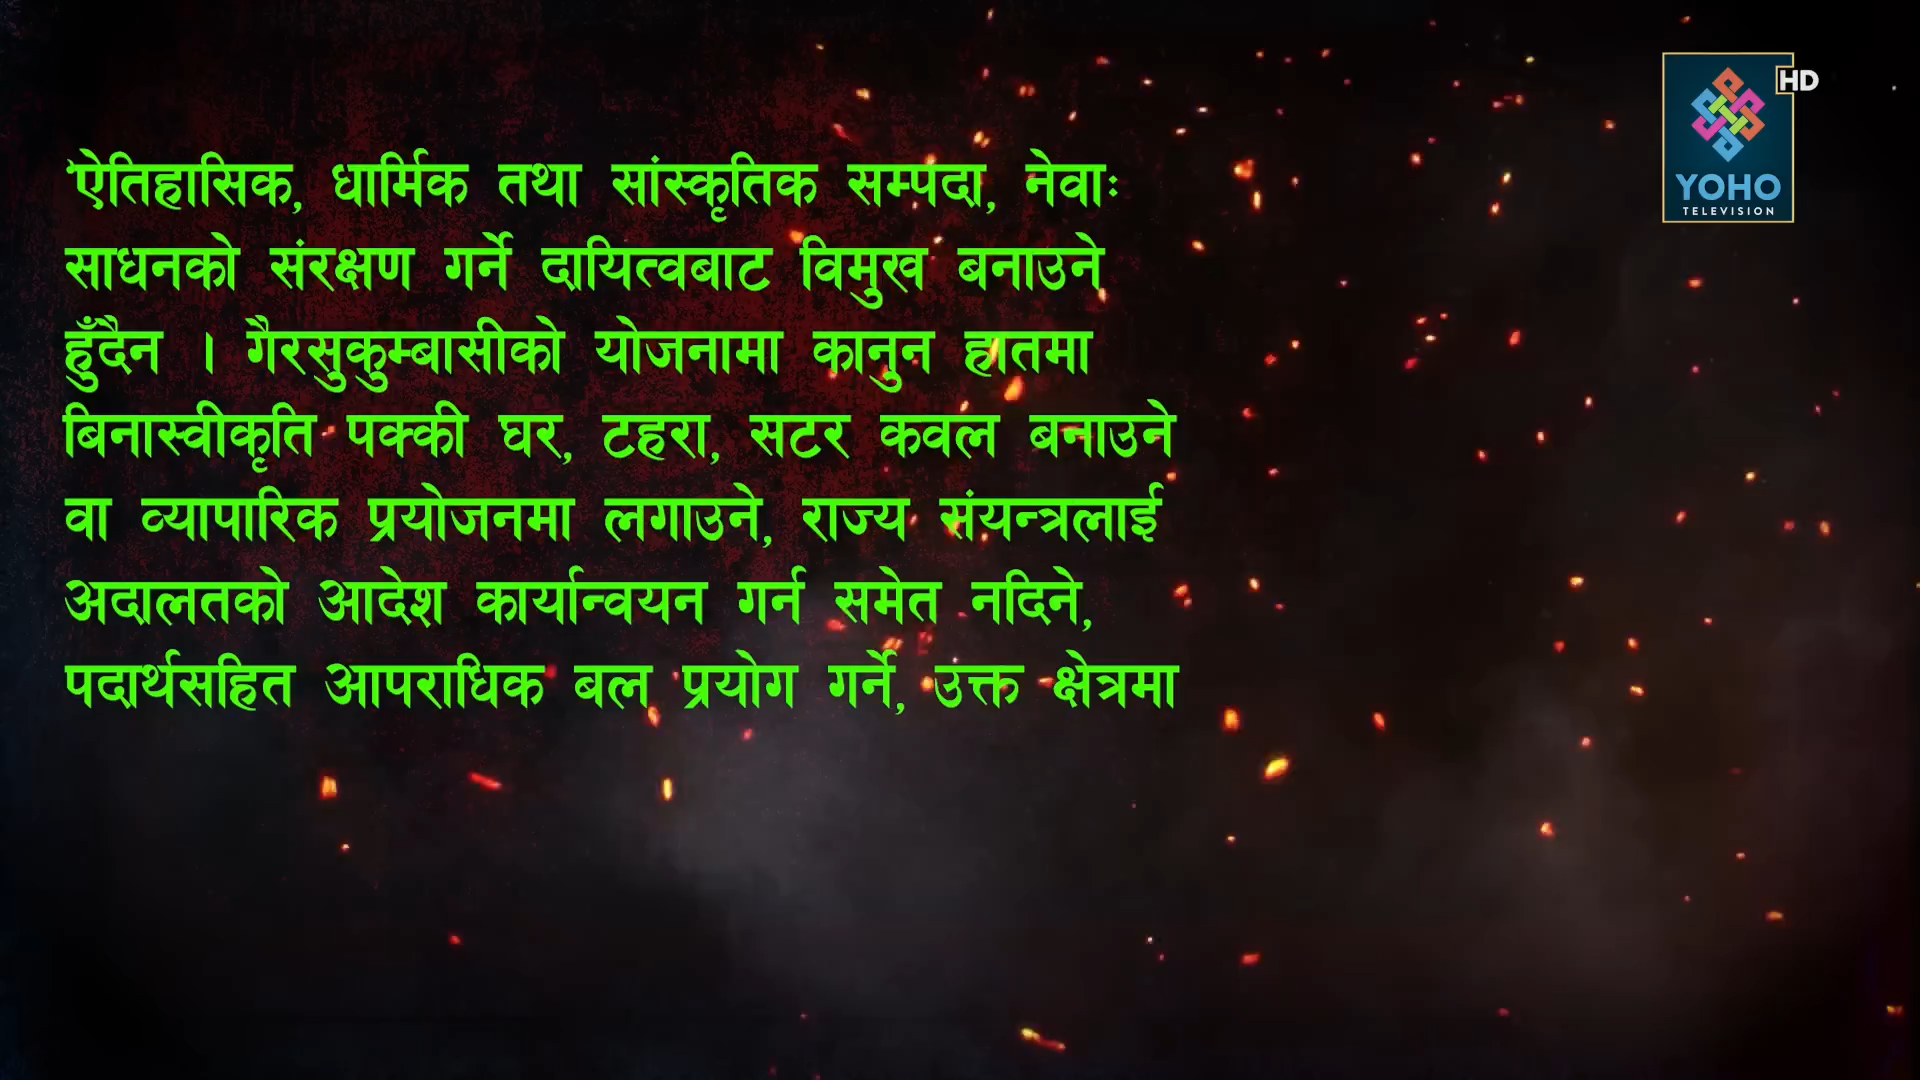 ‘ऐतिहासिक, धार्मिक तथा सांस्कृतिक सम्पदा, नेवाः
साधनको संरक्षण गर्ने दायित्वबाट विमुख बनाउने
हुँदैन । गैरसुकुम्बासीको योजनामा कानुन हातमा
बिनास्वीकृति पक्की घर, टहरा, सटर कवल बनाउने
वा व्यापारिक प्रयोजनमा लगाउने, राज्य संयन्त्रलाई
अदालतको आदेश कार्यान्वयन गर्न समेत नदिने,
पदार्थसहित आपराधिक बल प्रयोग गर्ने, उक्त क्षेत्रमा
HD
YOHO
TELEVISION